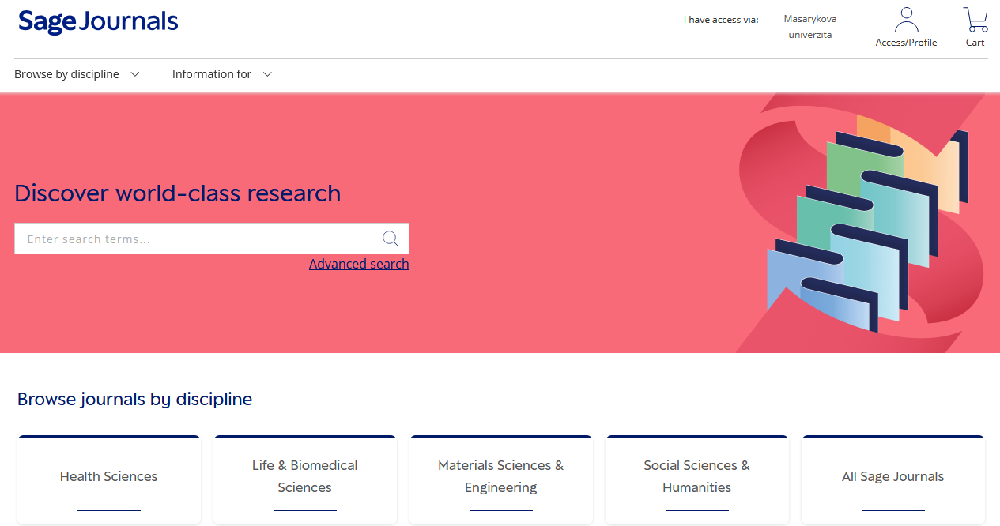 Sage Journals
I have access via:
Masarykova
univerzita
Access/Profile
Cart
Browse by discipline
Information for
Discover world-class research
Enter search terms...
Advanced search
Browse journals by discipline
Health Sciences
Life & Biomedical
Sciences
Materials Sciences &
Engineering
Social Sciences &
Humanities
All Sage Journals